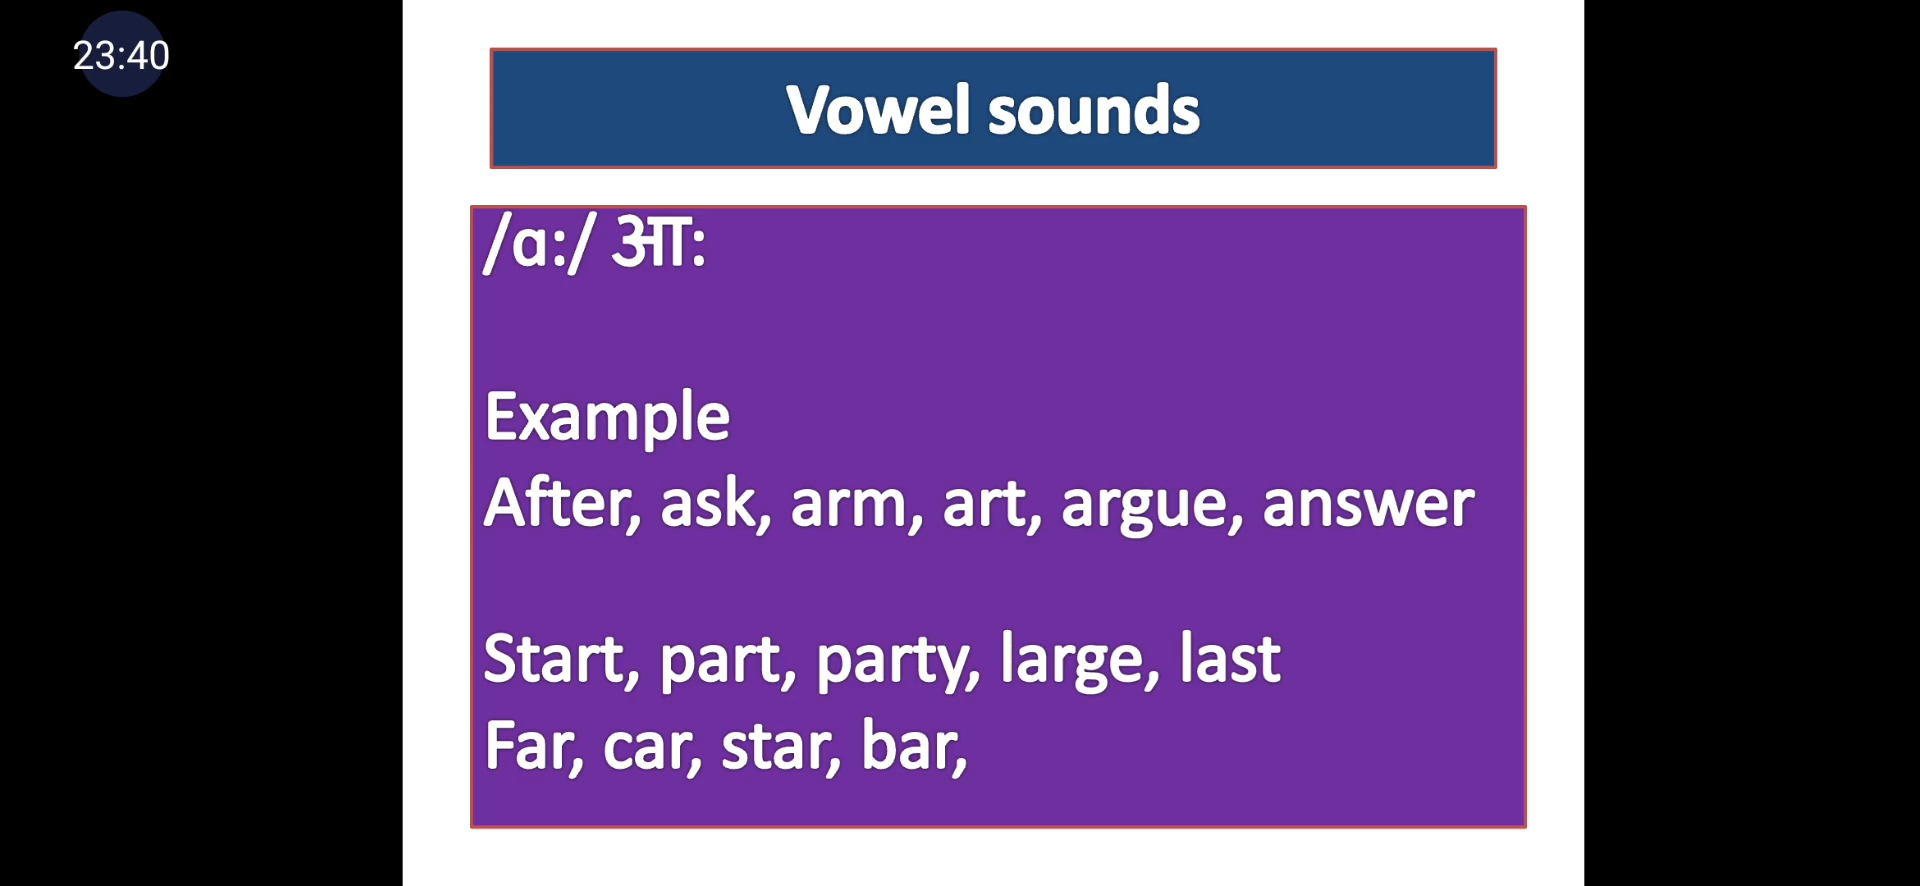 23:40
Vowel sounds
/ɑ:/ आ:
Example
After, ask, arm, art, argue, answer
Start, part, party, large, last
Far, car, star, bar,